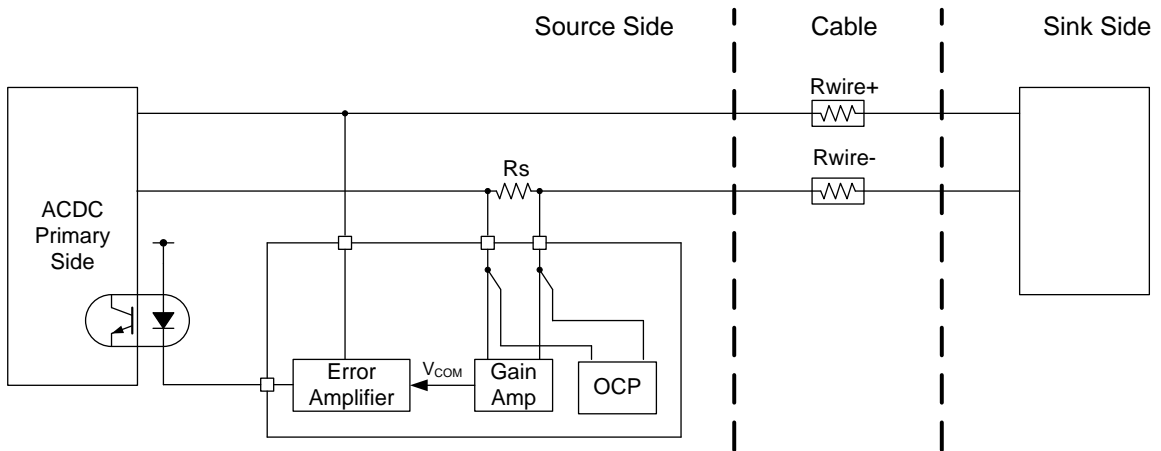 Source Side
Cable
Sink Side
Rwire+
Rwire-
Rs
ACDC
Primary
Side
Error
Amplifier
VCOM
Gain
Amp
OCP